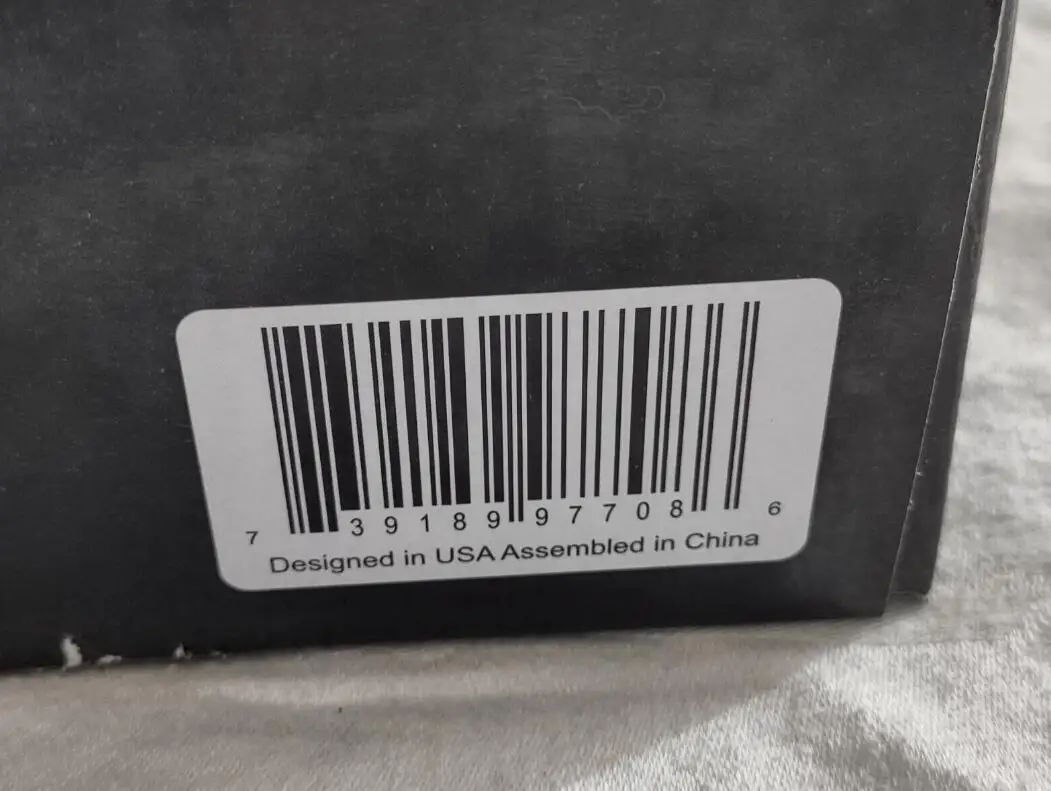 7 39189 97708 6
Designed in USA Assembled in China